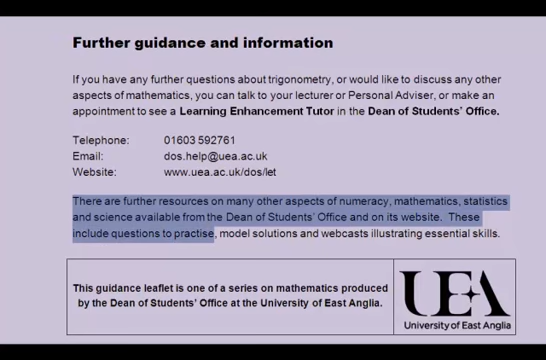 Further guidance and information
If you have any further questions about trigonometry, or would like to discuss any other
aspects of mathematics, you can talk to your lecturer or Personal Adviser, or make an
appointment to see a Learning Enhancement Tutor in the Dean of Students' Office.
Telephone: 01603 592761
Email: dos.help@uea.ac.uk
Website: www.uea.ac.uk/dos/let
There are further resources on many other aspects of numeracy, mathematics, statistics
and science available from the Dean of Students' Office and on its website. These
include questions to practise, model solutions and webcasts illustrating essential skills.
This guidance leaflet is one of a series on mathematics produced
by the Dean of Students' Office at the University of East Anglia.
UEA
University of East Anglia